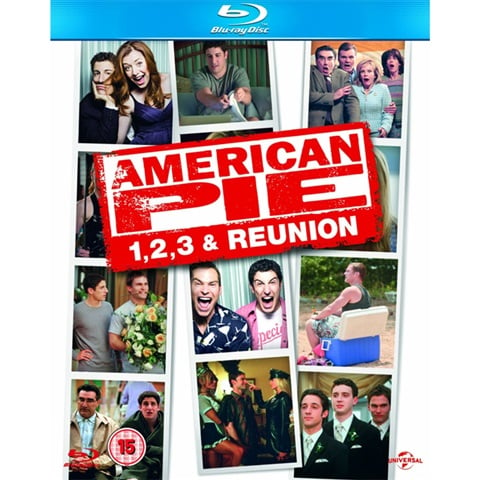 Blu-ray Disc
AMERICAN
PIE
1,2,3 & REUNION
15
UNIVERSAL